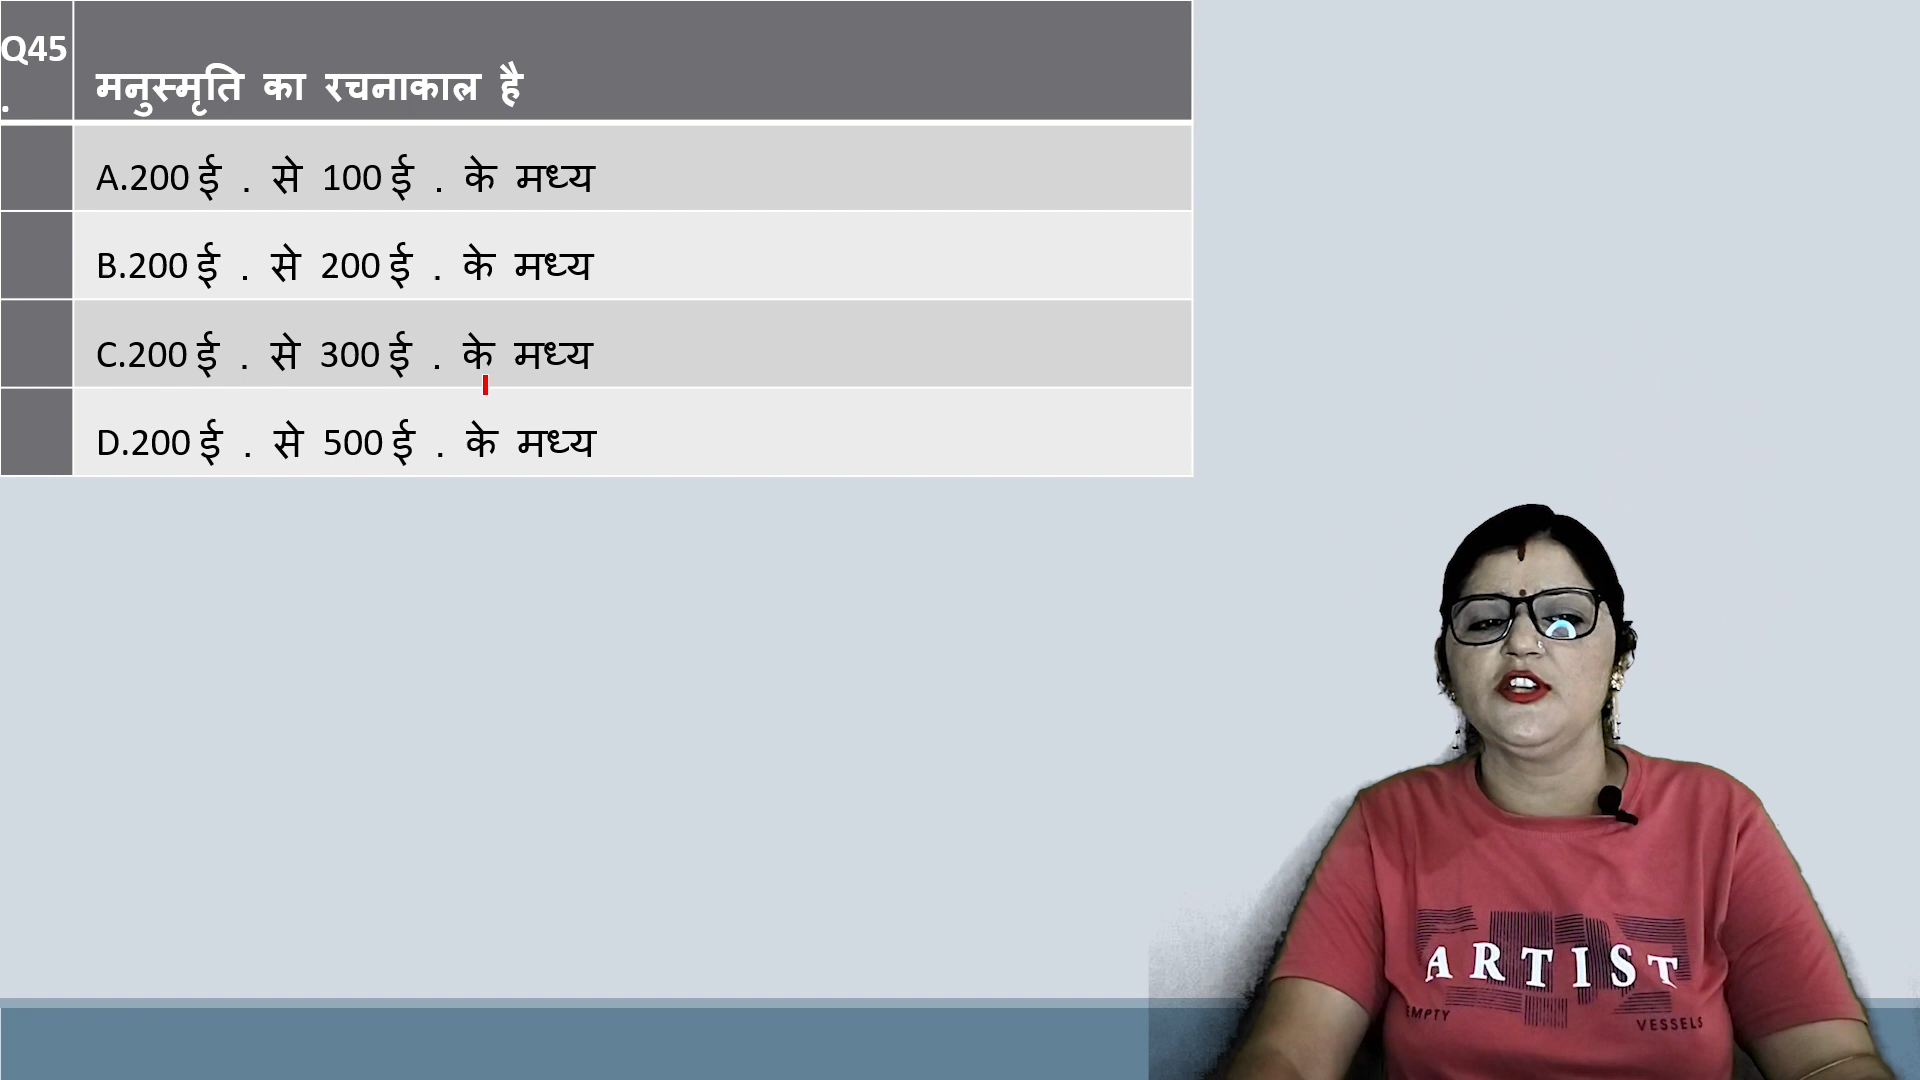 Q45
.
मनुस्मृति का रचनाकाल है
A.200 ई . से 100 ई . के मध्य
B.200 ई . से 200 ई . के मध्य
C.200 ई . से 300 ई . के मध्य
D.200 ई . से 500 ई . के मध्य
ARTIST
EMPTY VESSELS